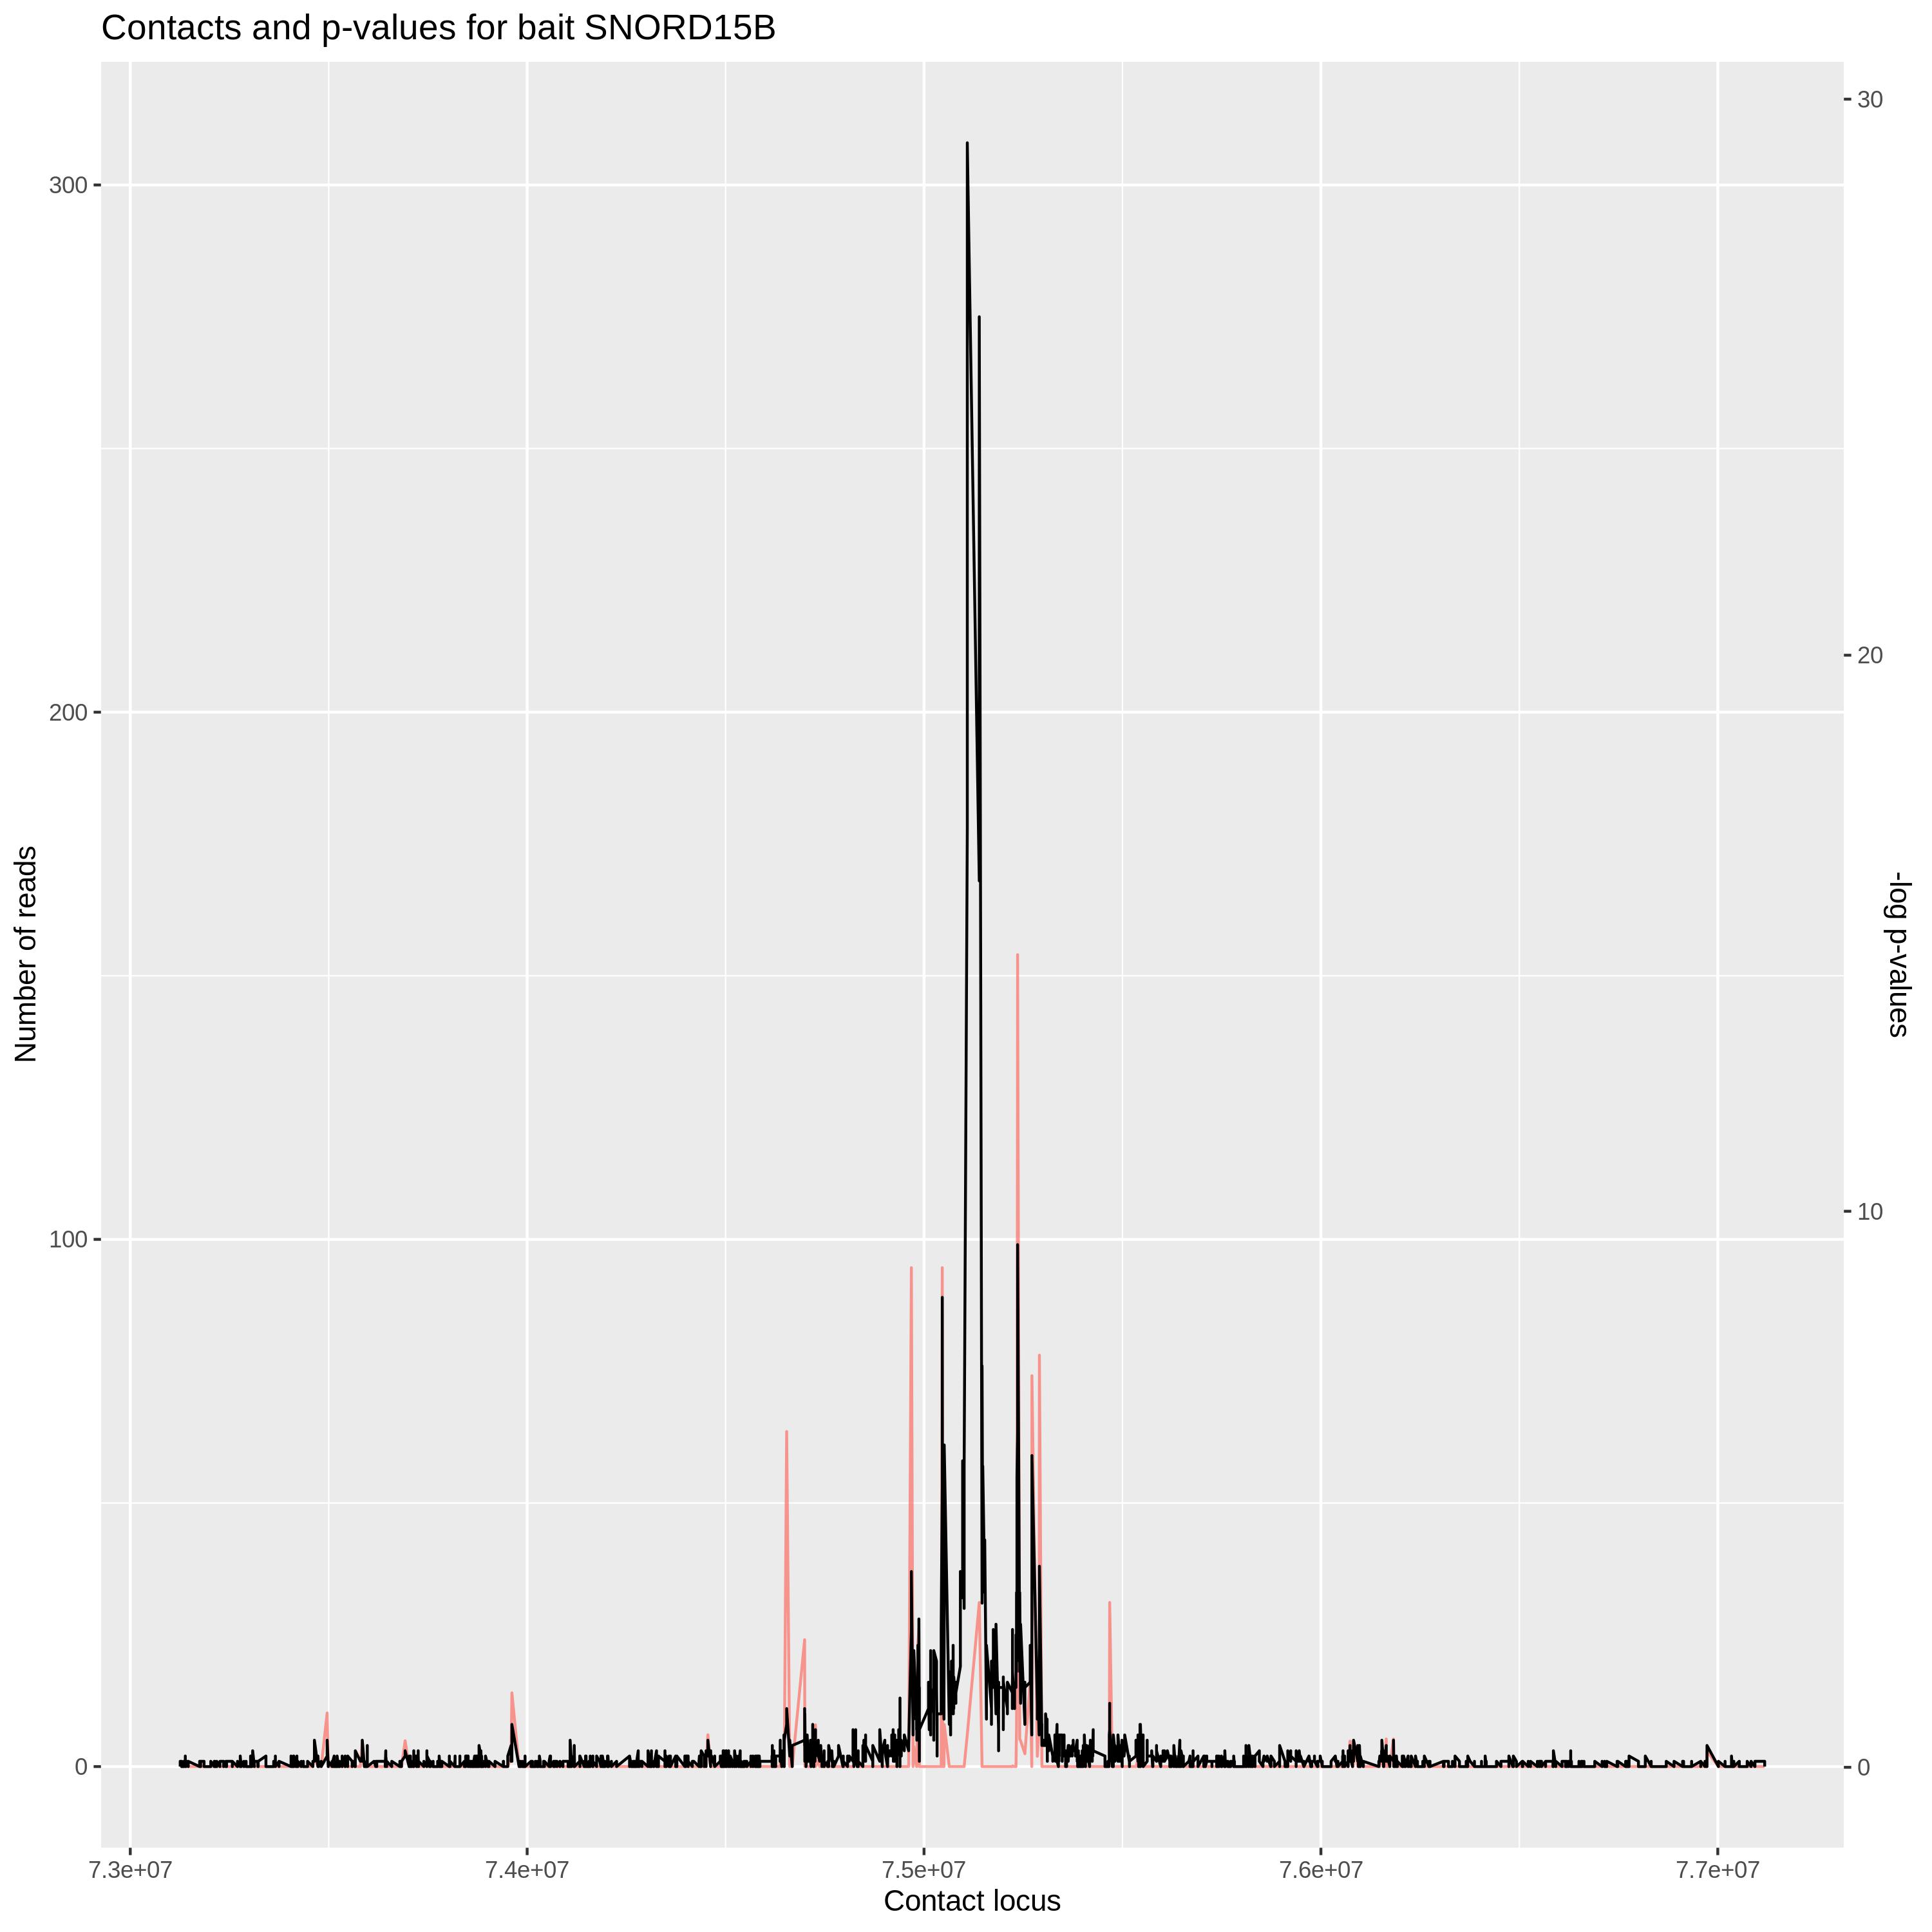 Contacts and p-values for bait SNORD15B
30
300
20
200
Number of reads
-log p-values
10
100
0
0
7.3e+07 7.4e+07 7.5e+07 7.6e+07 7.7e+07
Contact locus